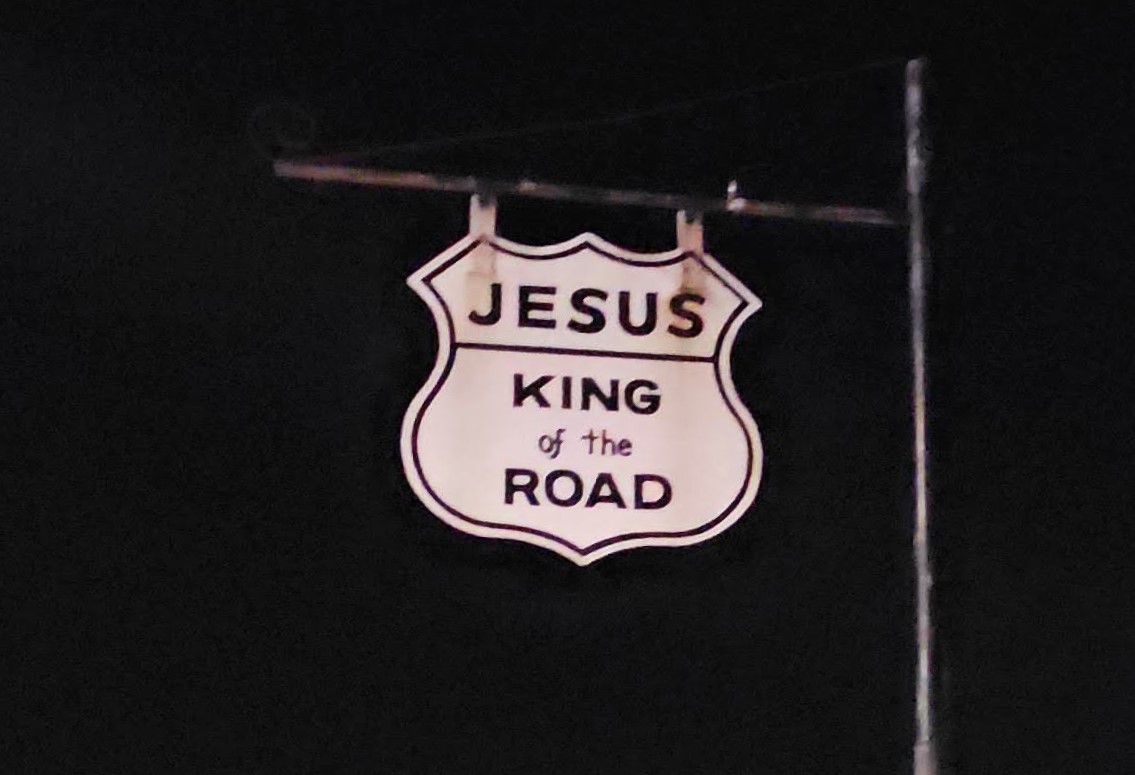 JESUS
KING
of the
ROAD